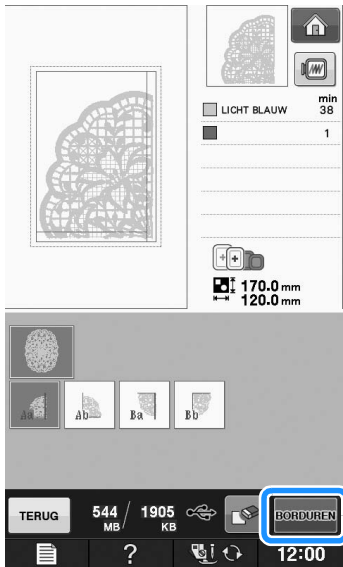 min
LICHT BLAUW 38
1
170.0 mm
120.0 mm
Aa Ab Ba Bb
TERUG 544 MB / 1905 KB BORDUREN
? 12:00